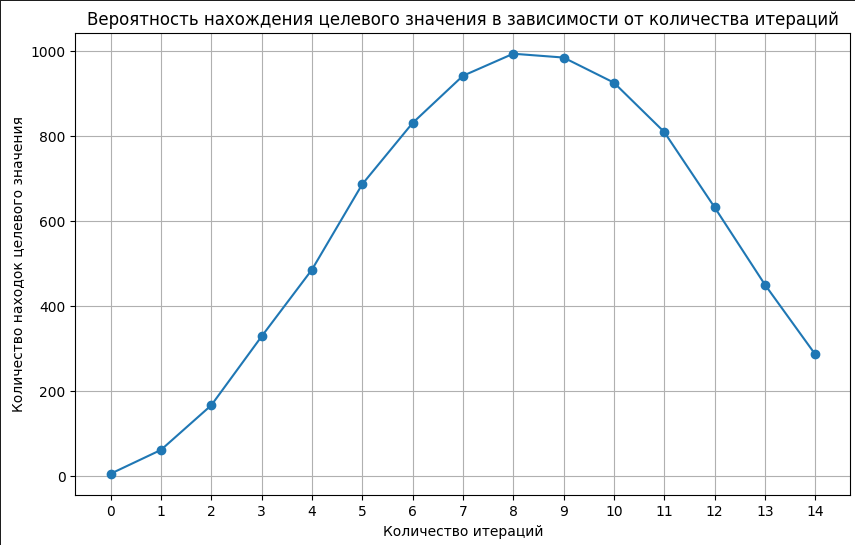 Вероятность нахождения целевого значения в зависимости от количества итераций
Количество находок целевого значения
1000
800
600
400
200
0
0 1 2 3 4 5 6 7 8 9 10 11 12 13 14
Количество итераций